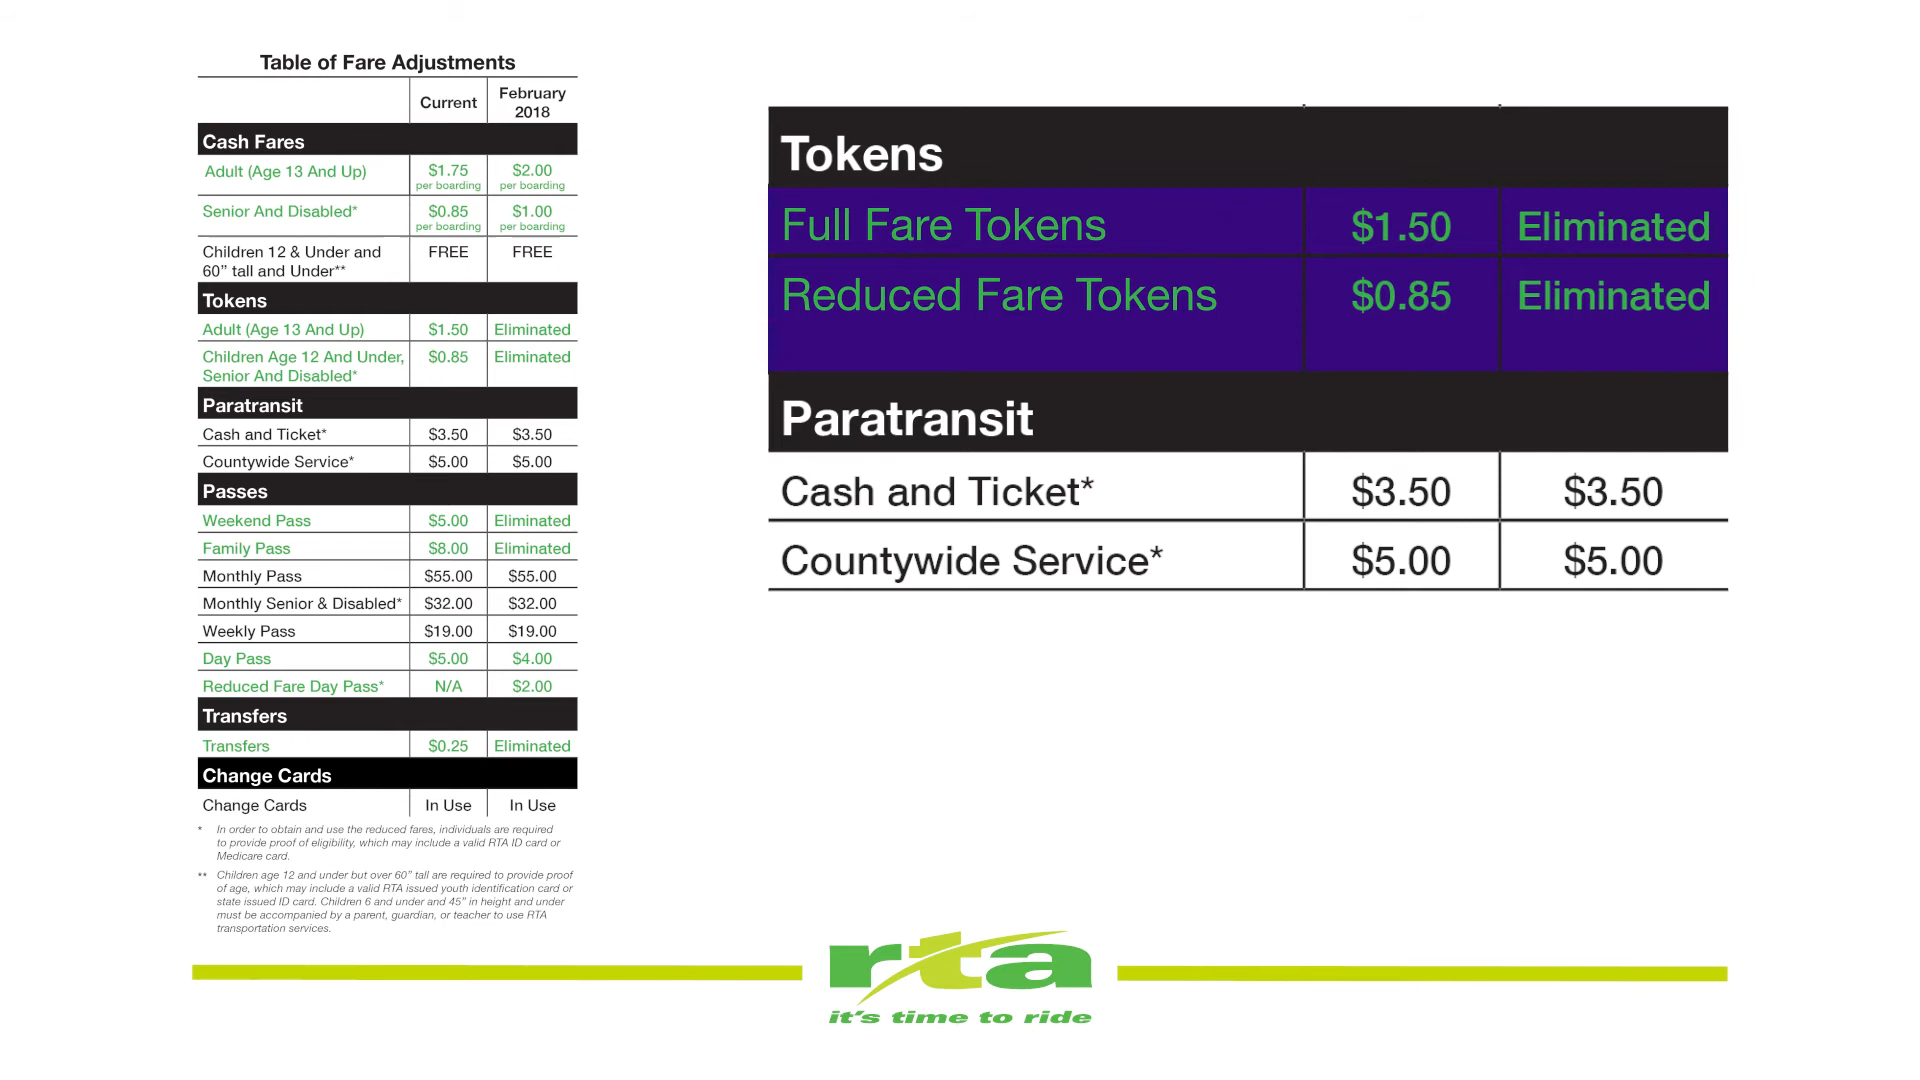 Table of Fare Adjustments
Current
February
2018
Cash Fares
Adult (Age 13 And Up)
$1.75
per boarding
$2.00
per boarding
Senior And Disabled*
$0.85
per boarding
$1.00
per boarding
Children 12 & Under and
60” tall and Under**
FREE
FREE
Tokens
Adult (Age 13 And Up) $1.50 Eliminated
Children Age 12 And Under,
Senior And Disabled*
$0.85
Eliminated
Paratransit
Cash and Ticket* $3.50 $3.50
Countywide Service* $5.00 $5.00
Passes
Weekend Pass $5.00 Eliminated
Family Pass $8.00 Eliminated
Monthly Pass $55.00 $55.00
Monthly Senior & Disabled* $32.00 $32.00
Weekly Pass $19.00 $19.00
Day Pass $5.00 $4.00
Reduced Fare Day Pass* N/A $2.00
Transfers
Transfers $0.25 Eliminated
Change Cards
Change Cards In Use In Use
* In order to obtain and use the reduced fares, individuals are required
to provide proof of eligibility, which may include a valid RTA ID card or
Medicare card.
** Children age 12 and under but over 60” tall are required to provide proof
of age, which may include a valid RTA issued youth identification card or
state issued ID card. Children 6 and under and 45” in height and under
must be accompanied by a parent, guardian, or teacher to use RTA
transportation services.
Tokens
Full Fare Tokens $1.50 Eliminated
Reduced Fare Tokens $0.85 Eliminated
Paratransit
Cash and Ticket* $3.50 $3.50
Countywide Service* $5.00 $5.00
rta
it’s time to ride